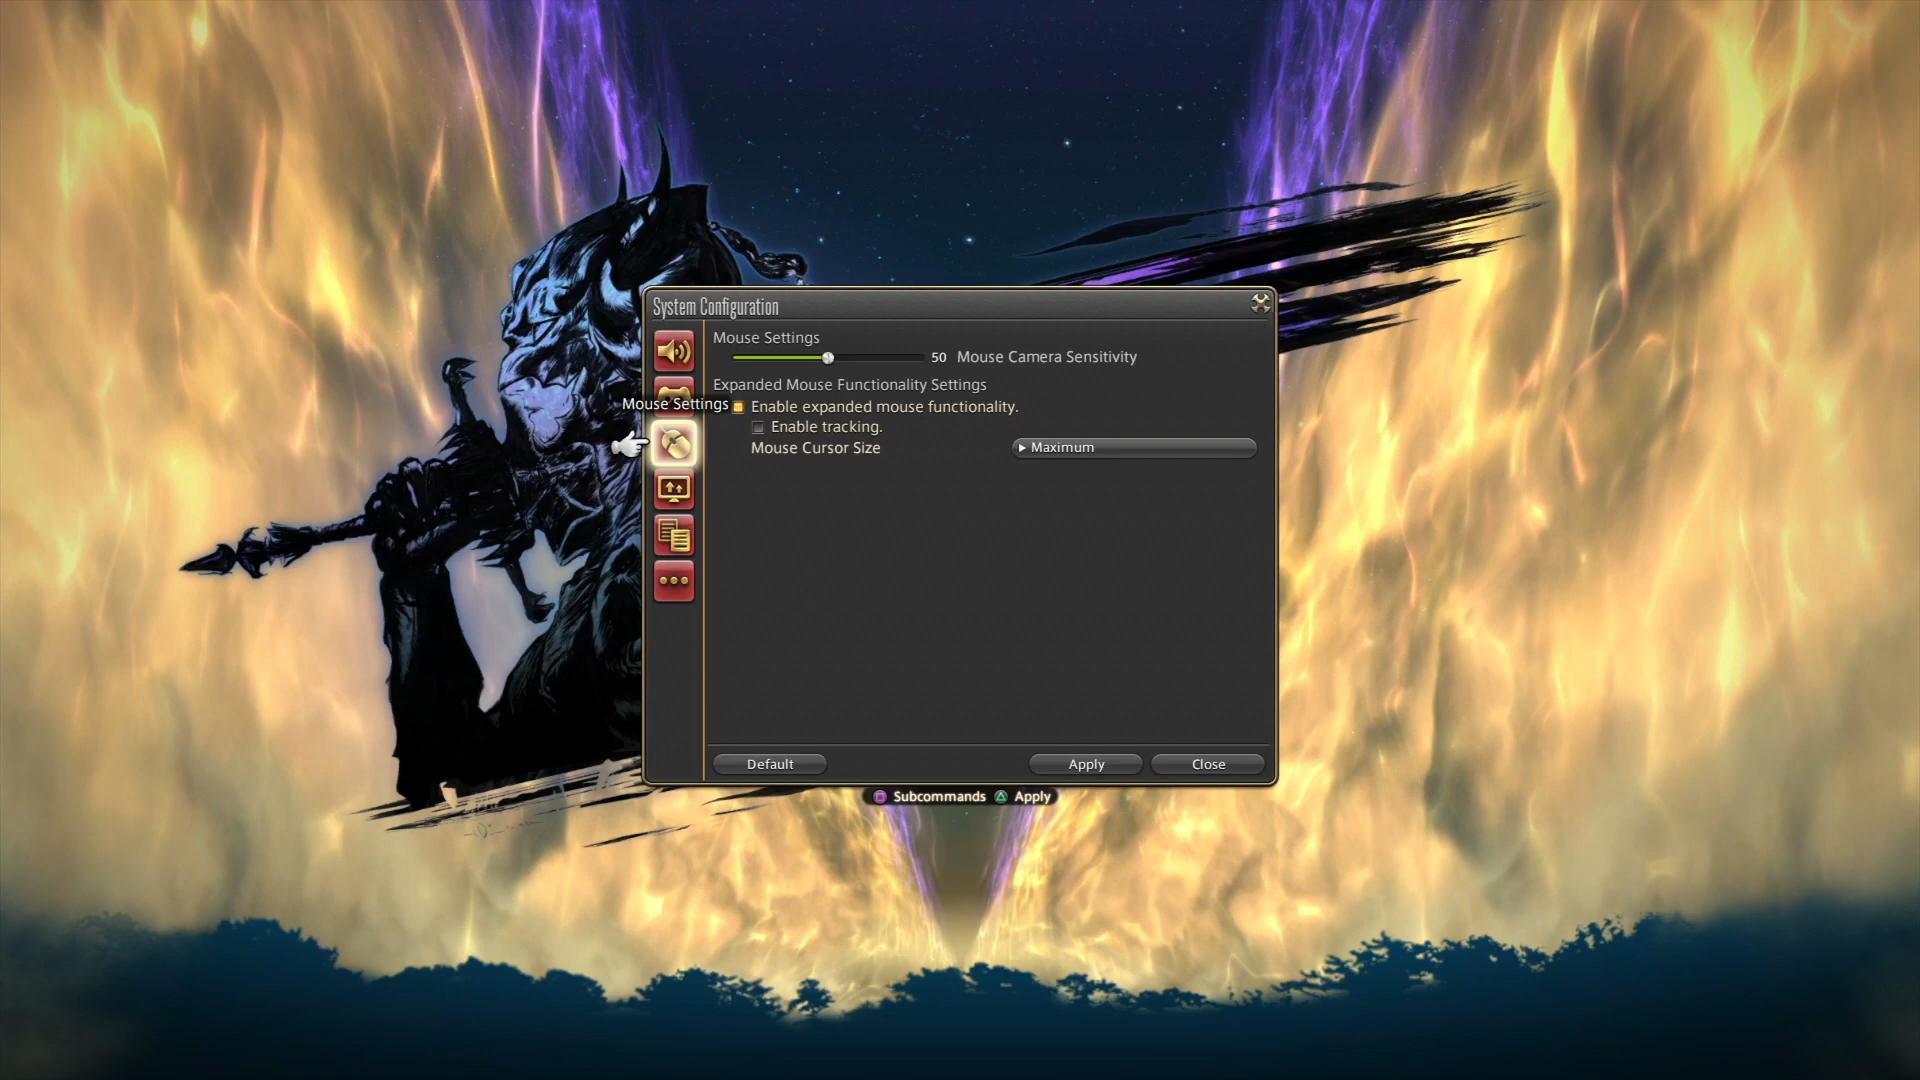 System Configuration
Mouse Settings
50 Mouse Camera Sensitivity
Expanded Mouse Functionality Settings
Mouse Settings
Enable expanded mouse functionality.
Enable tracking.
Mouse Cursor Size
Maximum
Default
Apply
Close
Subcommands
Apply